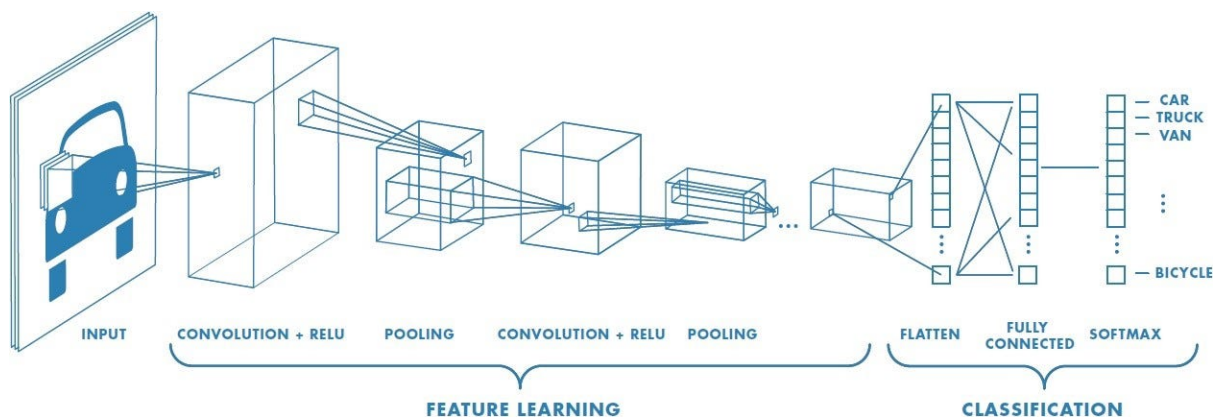 CAR
TRUCK
VAN
BICYCLE
INPUT
CONVOLUTION + RELU
POOLING
CONVOLUTION + RELU
POOLING
FLATTEN
FULLY
CONNECTED
SOFTMAX
FEATURE LEARNING
CLASSIFICATION